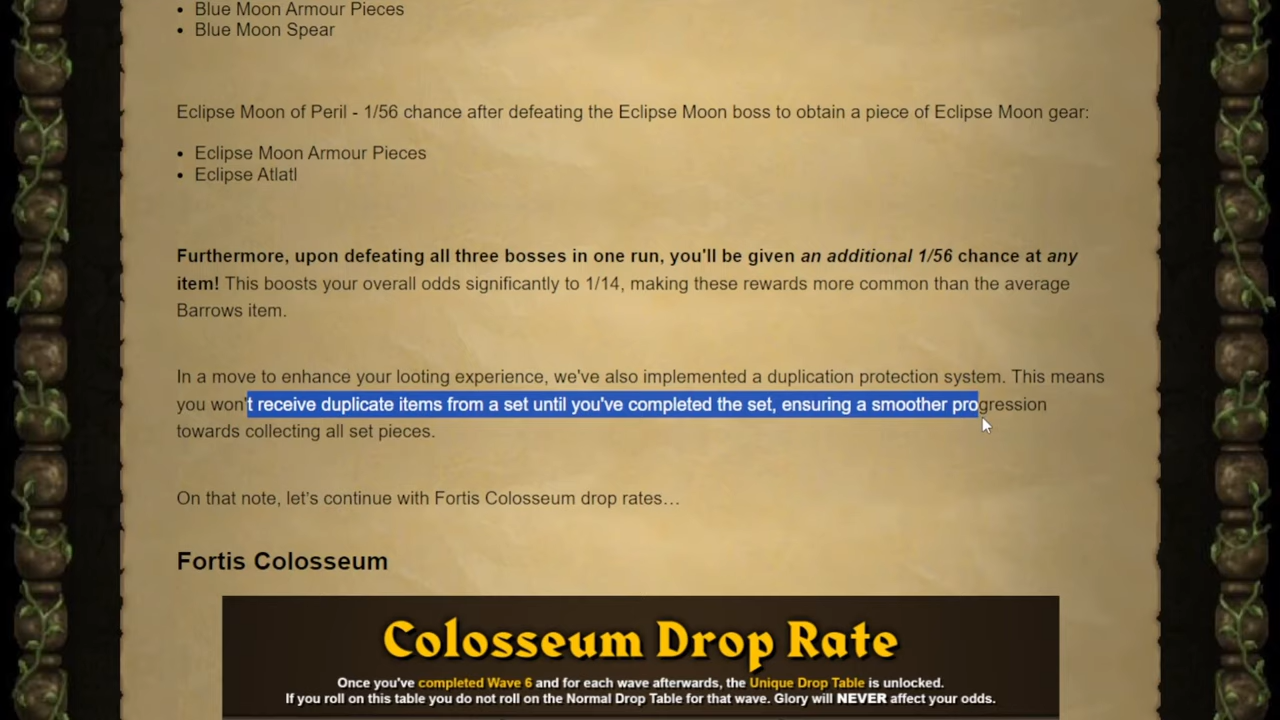 Blue Moon Armour Pieces
Blue Moon Spear
Eclipse Moon of Peril - 1/56 chance after defeating the Eclipse Moon boss to obtain a piece of Eclipse Moon gear:
Eclipse Moon Armour Pieces
Eclipse Atlatl
Furthermore, upon defeating all three bosses in one run, you'll be given an additional 1/56 chance at any
item! This boosts your overall odds significantly to 1/14, making these rewards more common than the average
Barrows item.
In a move to enhance your looting experience, we've also implemented a duplication protection system. This means
you won't receive duplicate items from a set until you've completed the set, ensuring a smoother progression
towards collecting all set pieces.
On that note, let's continue with Fortis Colosseum drop rates…
Fortis Colosseum
Colosseum Drop Rate
Once you've completed Wave 6 and for each wave afterwards, the Unique Drop Table is unlocked.
If you roll on this table you do not roll on the Normal Drop Table for that wave. Glory will NEVER affect your odds.